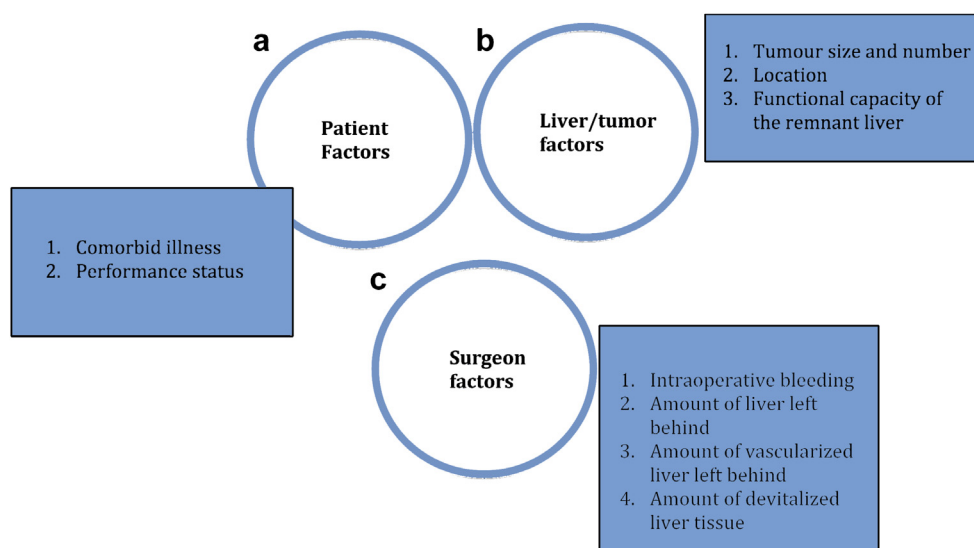 a
Patient
Factors
1. Comorbid illness
2. Performance status
b
Liver/tumor
factors
1. Tumour size and number
2. Location
3. Functional capacity of
the remnant liver
c
Surgeon
factors
1. Intraoperative bleeding
2. Amount of liver left
behind
3. Amount of vascularized
liver left behind
4. Amount of devitalized
liver tissue